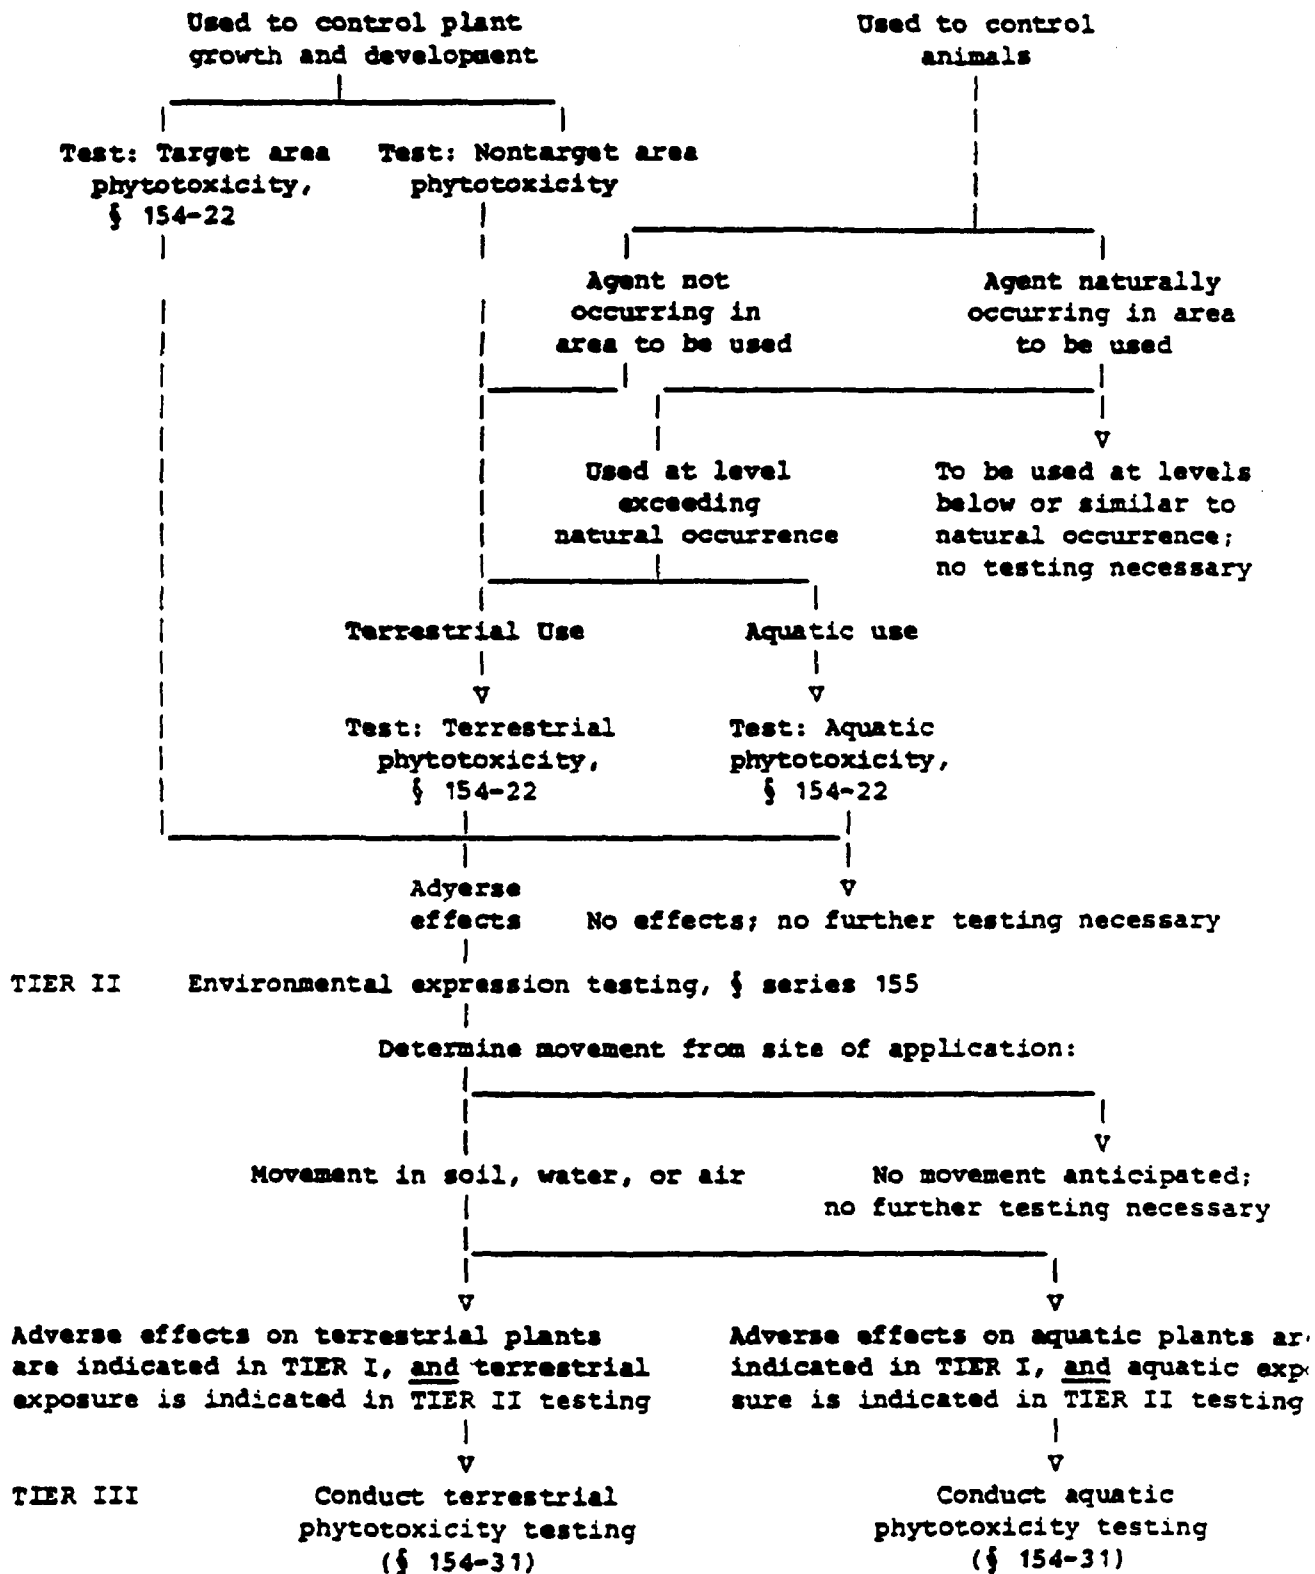 Used to control plant
growth and development
Used to control
animals
Test: Target area
phytotoxicity,
§ 154-22
Test: Nontarget area
phytotoxicity
Agent not
occurring in
area to be used
Agent naturally
occurring in area
to be used
Used at level
exceeding
natural occurrence
To be used at levels
below or similar to
natural occurrence;
no testing necessary
Terrestrial Use
Aquatic use
Test: Terrestrial
phytotoxicity,
§ 154-22
Test: Aquatic
phytotoxicity,
§ 154-22
Adverse
effects
No effects; no further testing necessary
TIER II Environmental expression testing, § series 155
Determine movement from site of application:
Movement in soil, water, or air
No movement anticipated;
no further testing necessary
Adverse effects on terrestrial plants
are indicated in TIER I, and terrestrial
exposure is indicated in TIER II testing
Adverse effects on aquatic plants ar
indicated in TIER I, and aquatic exp
sure is indicated in TIER II testing
TIER III
Conduct terrestrial
phytotoxicity testing
(§ 154-31)
Conduct aquatic
phytotoxicity testing
(§ 154-31)